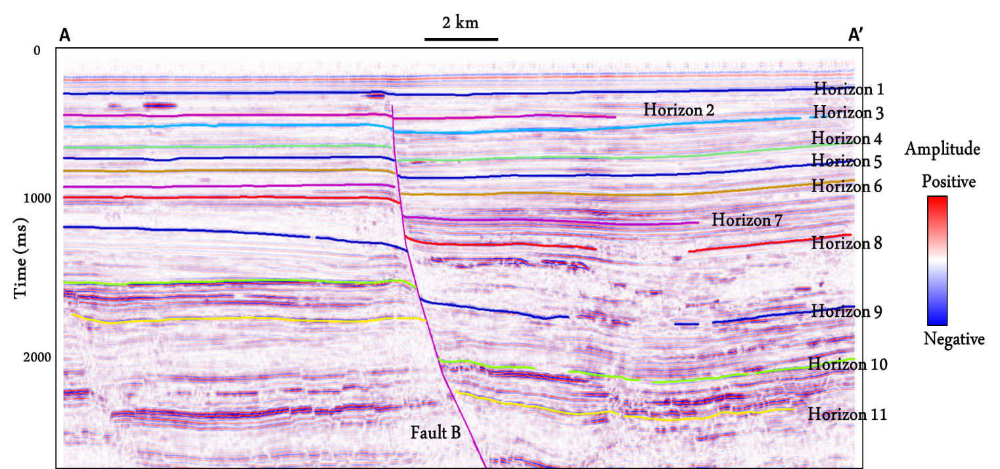 2 km
A
A’
0
Horizon 1
Horizon 2
Horizon 3
Horizon 4
Amplitude
Horizon 5
Positive
Horizon 6
1000
Horizon 7
Horizon 8
Time (ms)
Horizon 9
Negative
2000
Horizon 10
Horizon 11
Fault B